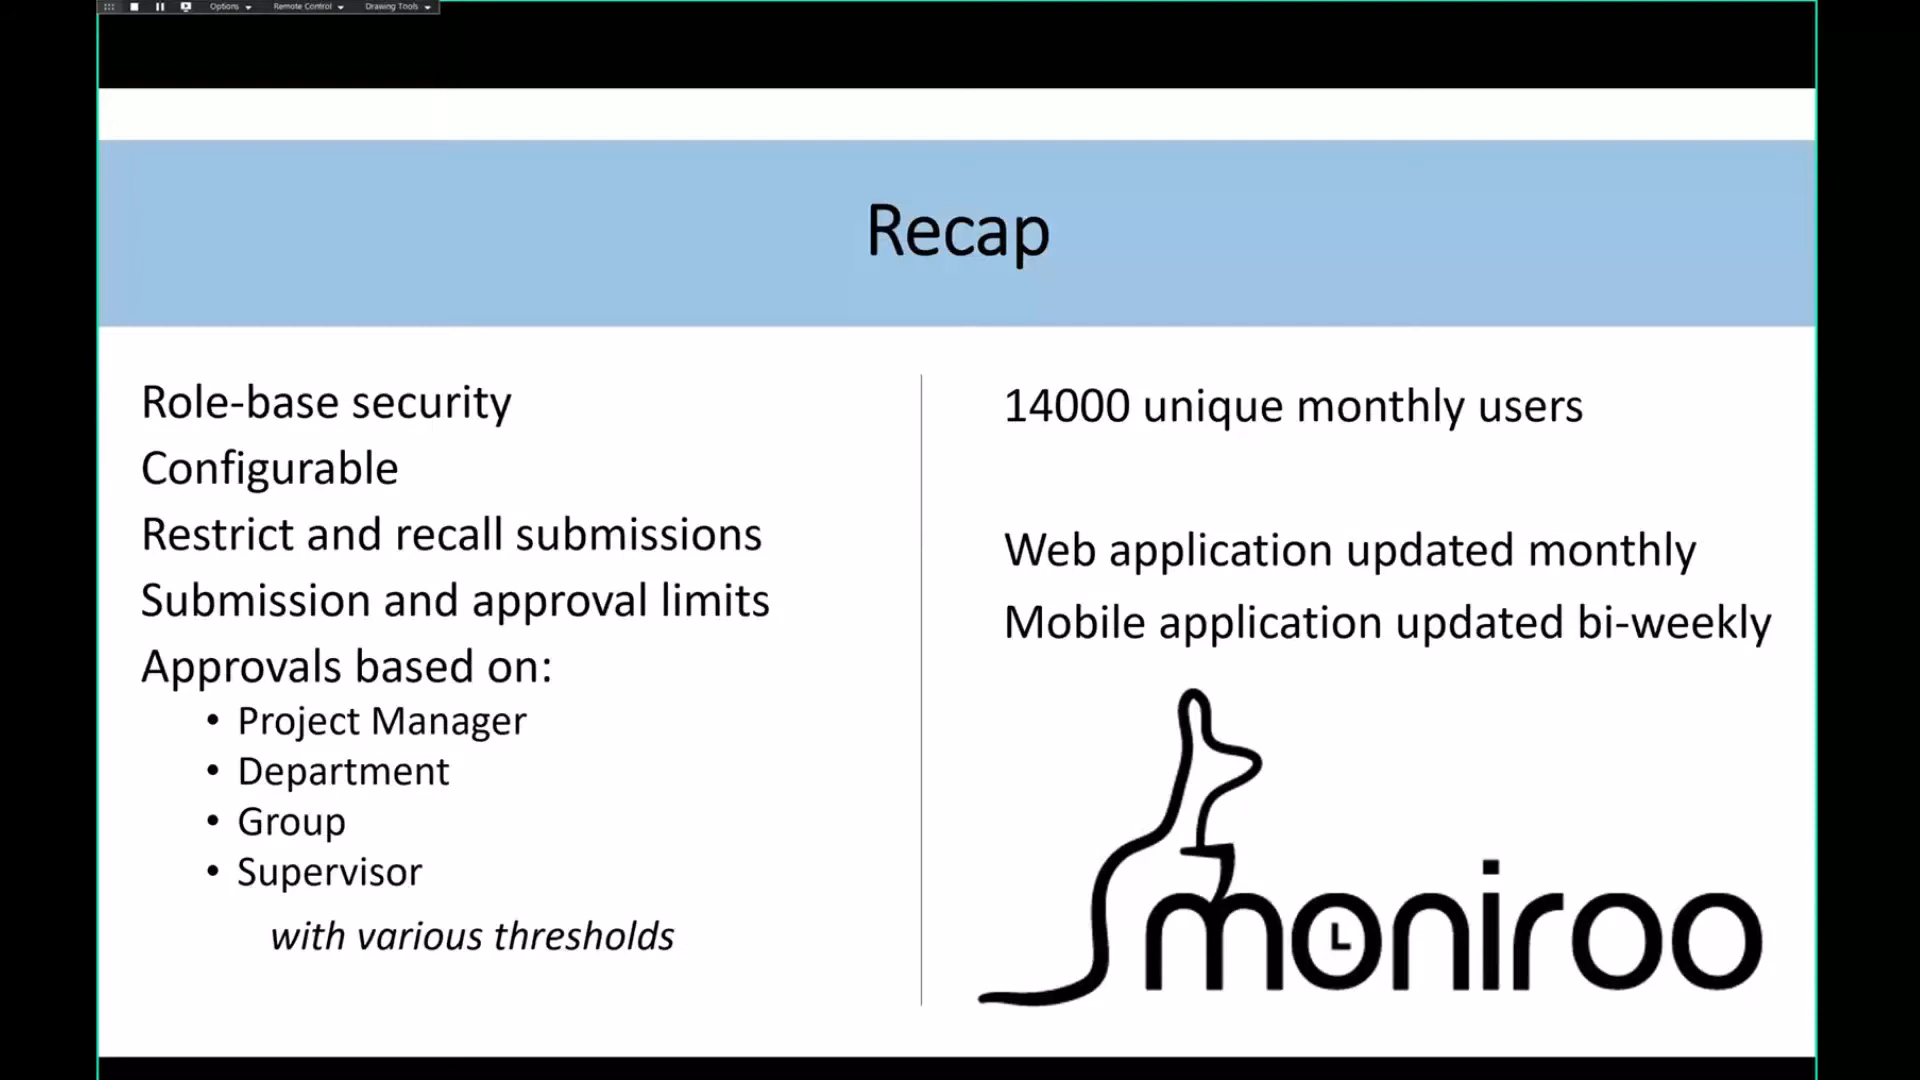 Options
Remote Control
Drawing Tools
Recap
Role-base security
Configurable
Restrict and recall submissions
Submission and approval limits
Approvals based on:
• Project Manager
• Department
• Group
• Supervisor
with various thresholds
14000 unique monthly users
Web application updated monthly
Mobile application updated bi-weekly
moniroo